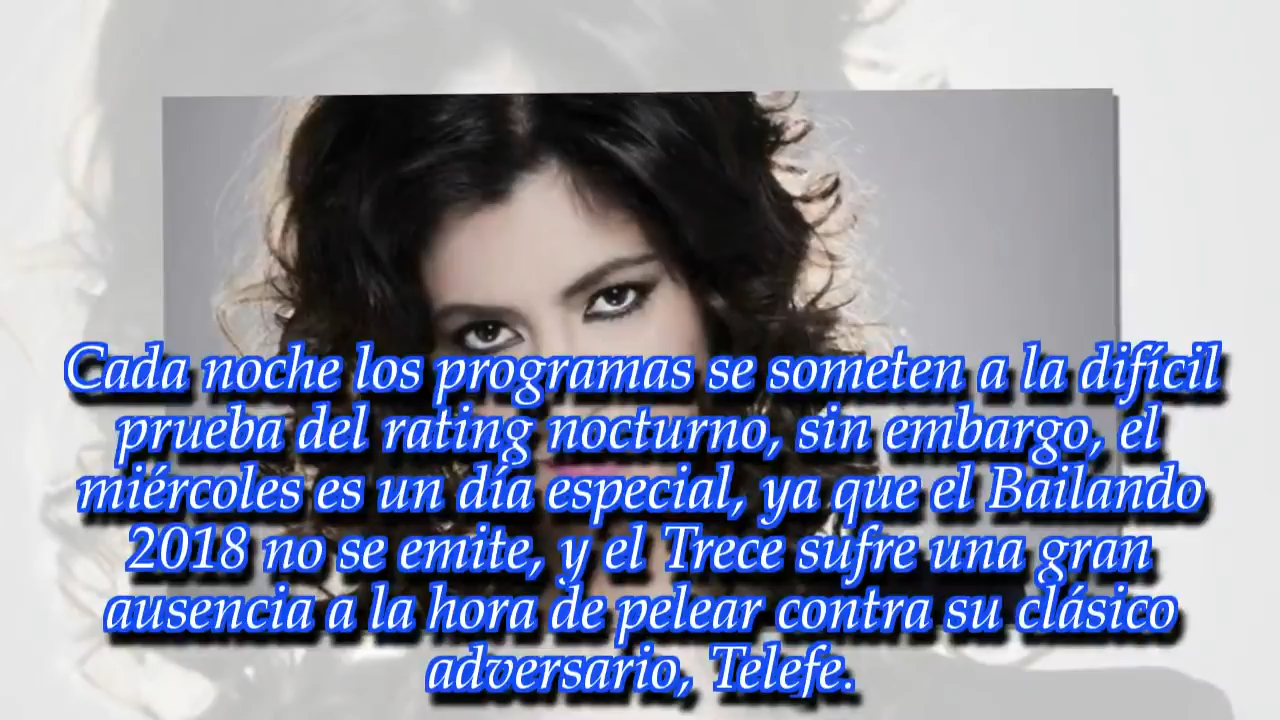 Cada noche los programas se someten a la difícil
prueba del rating nocturno, sin embargo, el
miércoles es un día especial, ya que el Bailando
2018 no se emite, y el Trece sufre una gran
ausencia a la hora de pelear contra su clásico
adversario, Telefe.